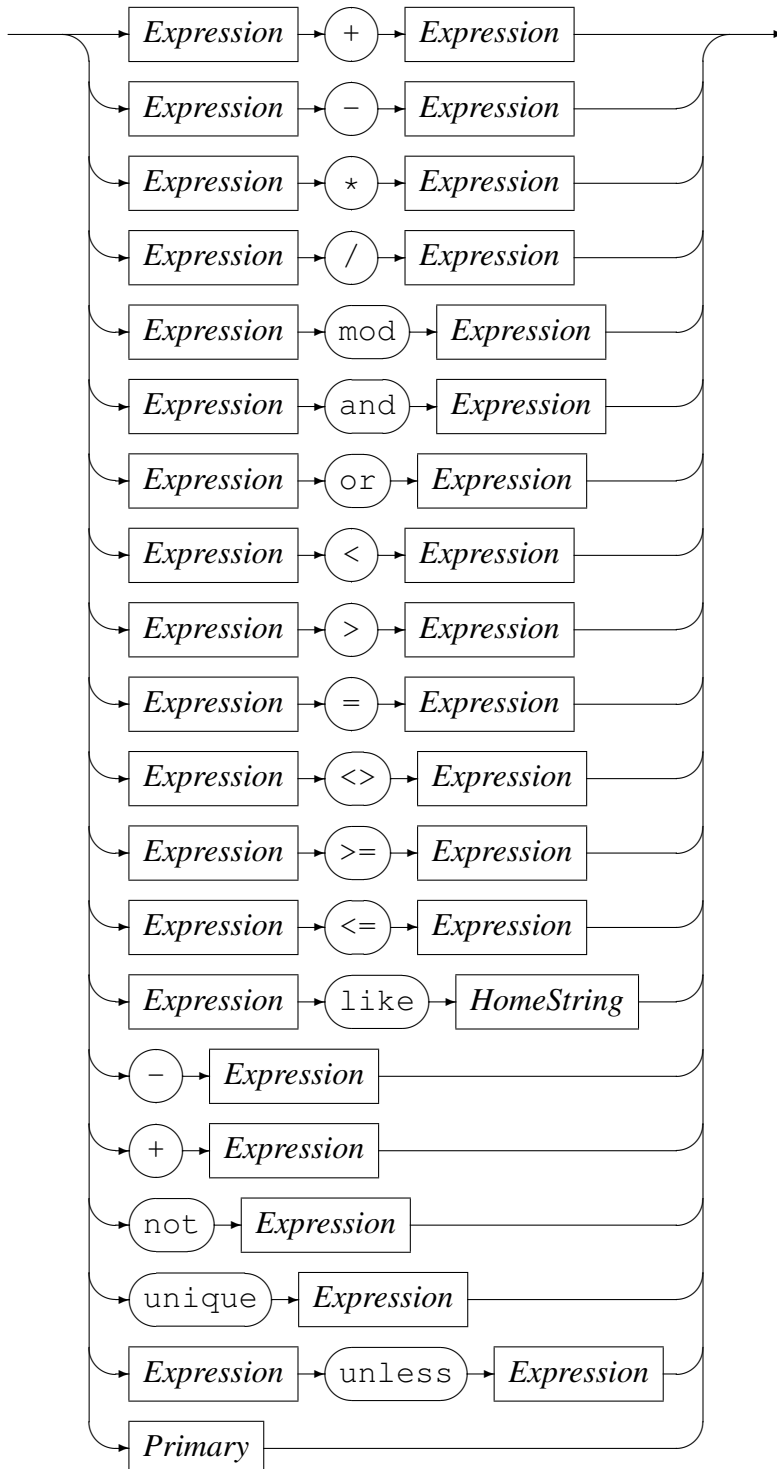 Expression + Expression
Expression - Expression
Expression * Expression
Expression / Expression
Expression mod Expression
Expression and Expression
Expression or Expression
Expression < Expression
Expression > Expression
Expression = Expression
Expression <> Expression
Expression >= Expression
Expression <= Expression
Expression like HomeString
- Expression
+ Expression
not Expression
unique Expression
Expression unless Expression
Primary